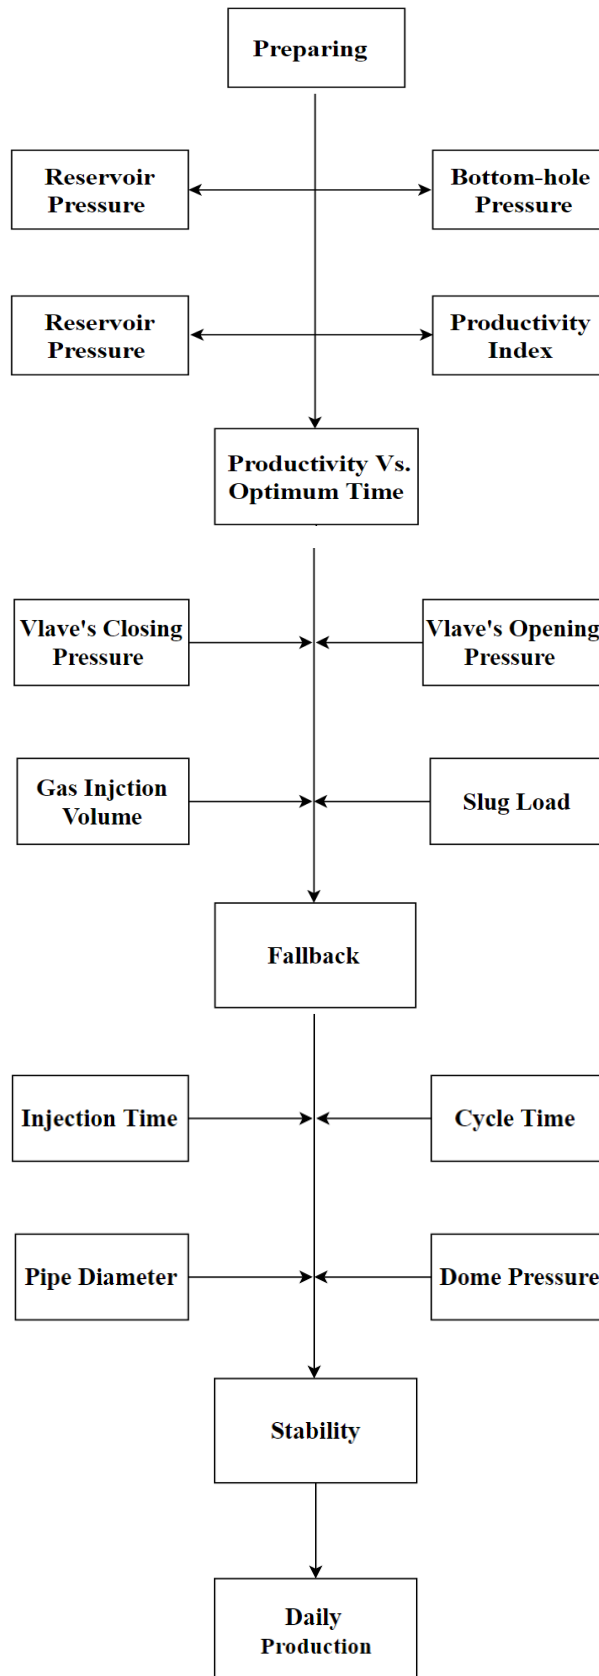 Preparing
Reservoir
Pressure
Bottom-hole
Pressure
Reservoir
Pressure
Productivity
Index
Productivity Vs.
Optimum Time
Vlave's Closing
Pressure
Vlave's Opening
Pressure
Gas Injction
Volume
Slug Load
Fallback
Injection Time
Cycle Time
Pipe Diameter
Dome Pressure
Stability
Daily
Production